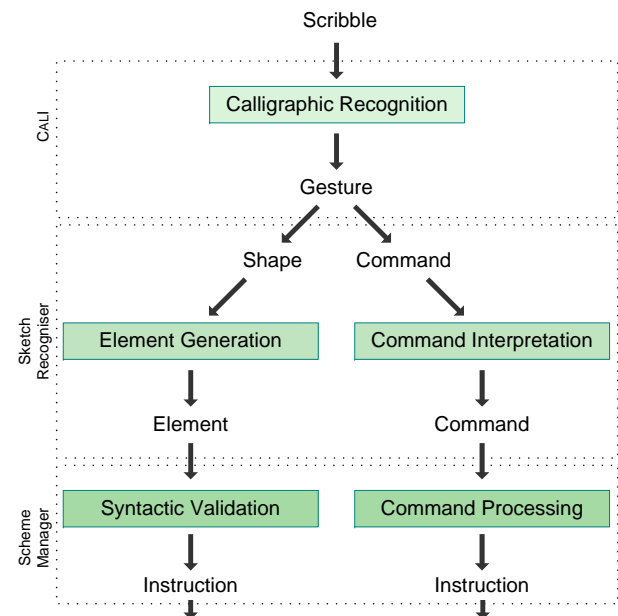 Scribble
CALI
Calligraphic Recognition
Gesture
Shape Command
Sketch
Recogniser
Element Generation Command Interpretation
Element Command
Scheme
Manager
Syntactic Validation Command Processing
Instruction Instruction